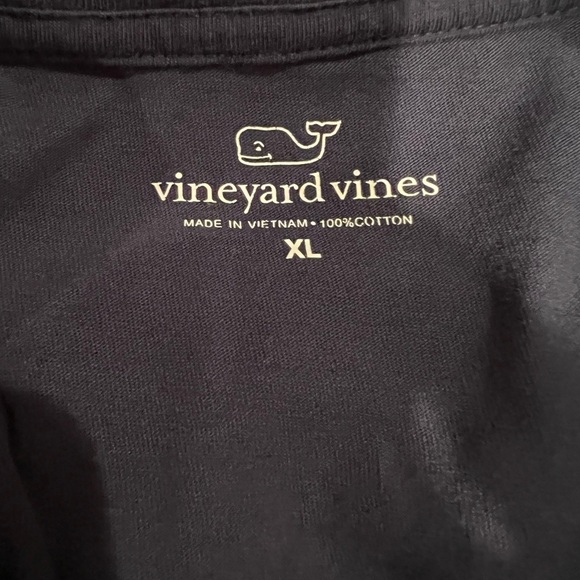 vineyard vines
MADE IN VIETNAM • 100%COTTON
XL